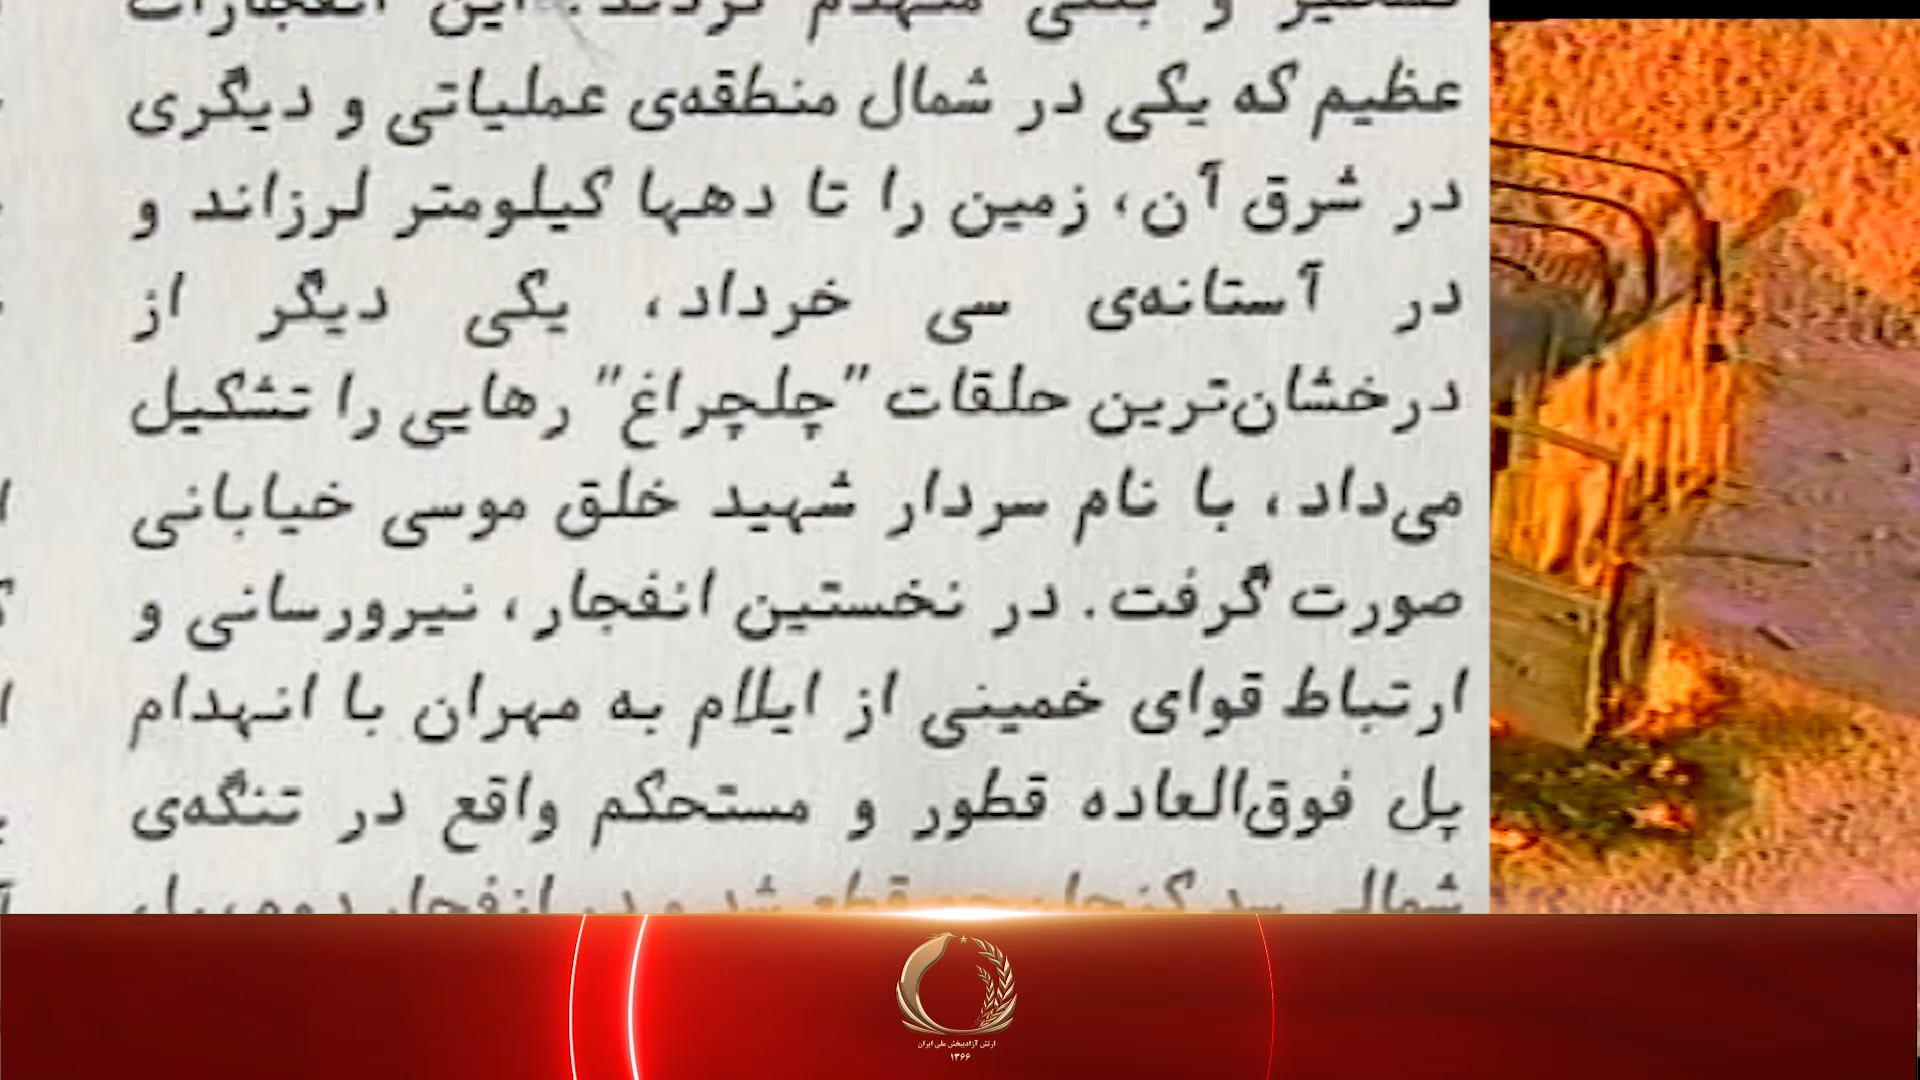 عظیم که یکی در شمال منطقه‌ی عملیاتی و دیگری
در شرق آن، زمین را تا دهها کیلومتر لرزاند و
در آستانه‌ی سی خرداد، یکی دیگر از
درخشان‌ترین حلقات "چلچراغ" رهایی را تشکیل
می‌داد، با نام سردار شهید خلق موسی خیابانی
صورت گرفت. در نخستین انفجار، نیرورسانی و
ارتباط قوای خمینی از ایلام به مهران با انهدام
پل فوق‌العاده قطور و مستحکم واقع در تنگه‌ی
ارتش آزادیبخش ملی ایران
۱۳۶۶